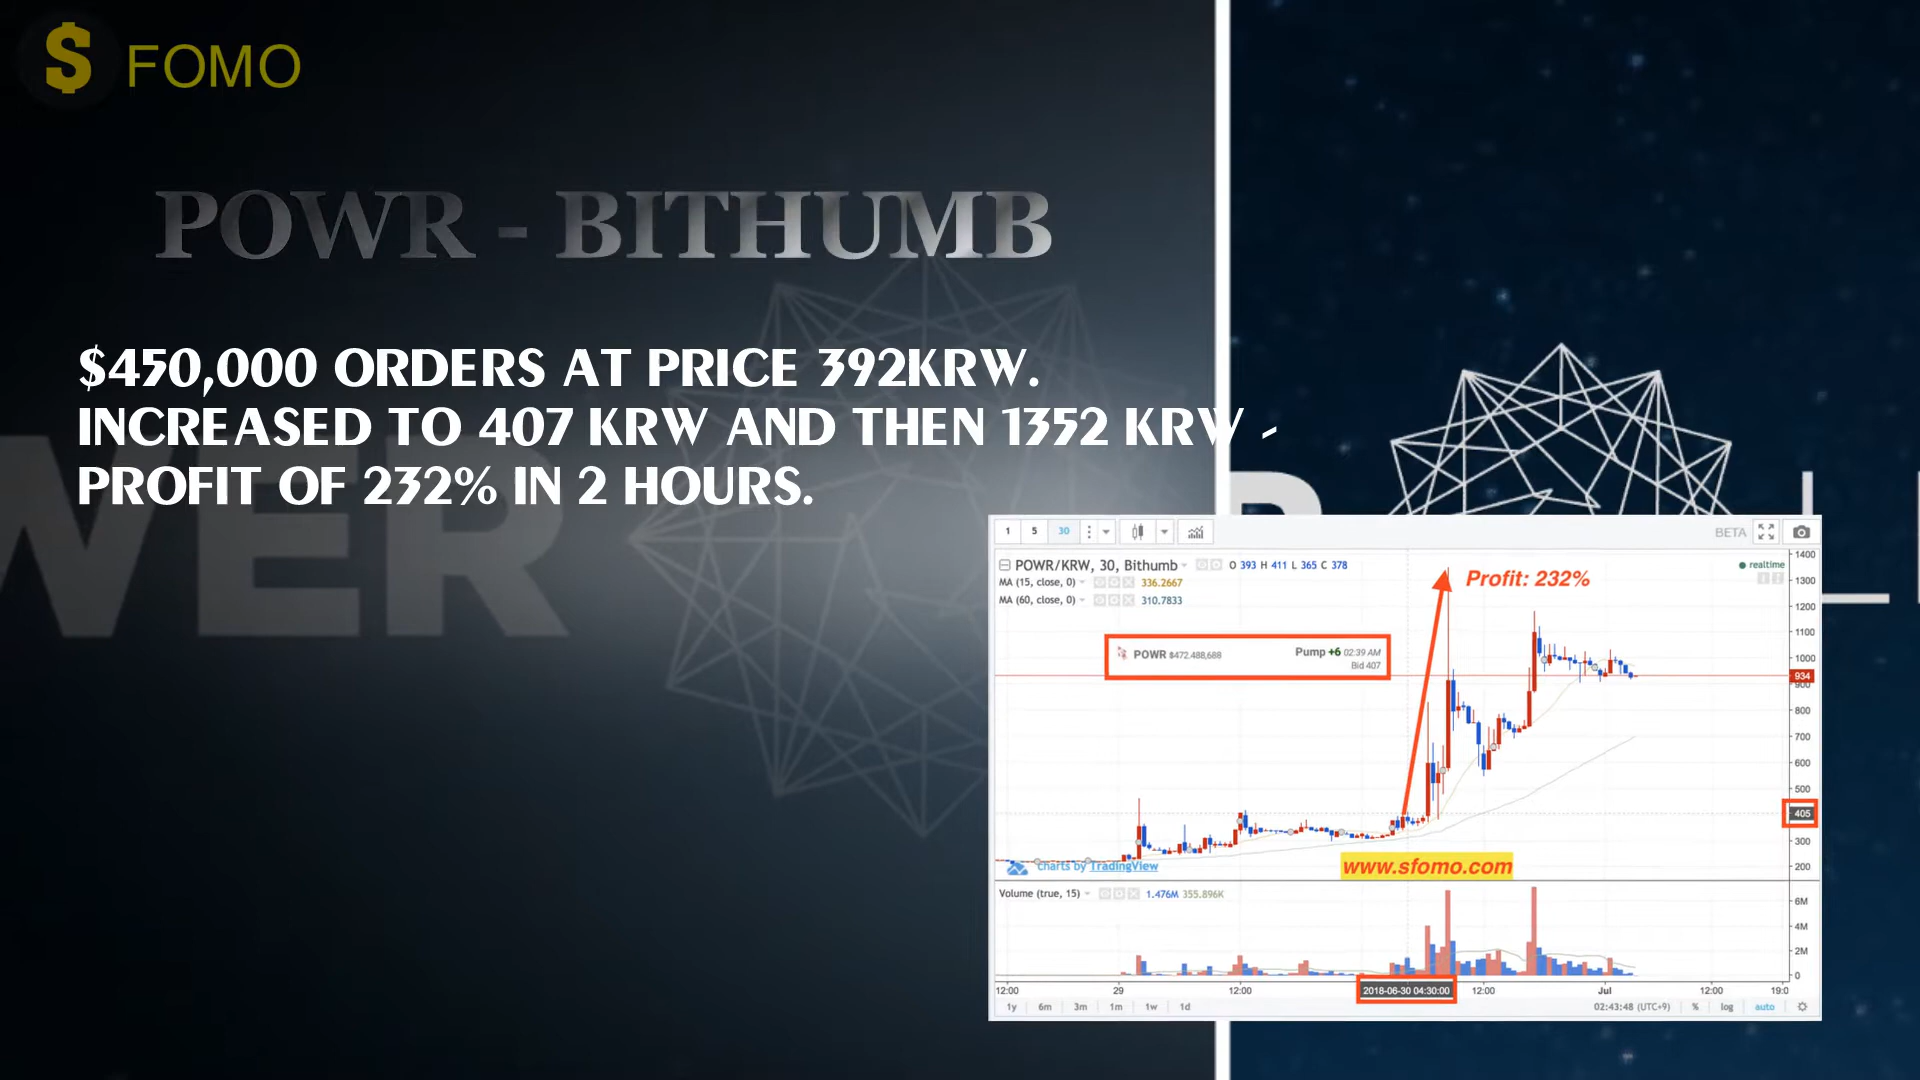 $ FOMO
POWR - BITHUMB
$450,000 ORDERS AT PRICE 392KRW.
INCREASED TO 407 KRW AND THEN 1352 KRW -
PROFIT OF 232% IN 2 HOURS.
WER
1 5 30 BETA
POWR/KRW, 30, Bithumb O 393 H 411 L 365 C 378 realtime
MA (15, close, 0) 336.2667
MA (60, close, 0) 310.7833
Profit: 232%
POWR ฿472.488,688 Pump +6 02:39 AM
Bid 407
1400
1300
1200
1100
1000
934
900
800
700
600
500
405
300
200
charts by TradingView
www.sfomo.com
Volume (true, 15) 1.476M 355.896K
6M
4M
2M
0
12:00 29 12:00 2018-06-30 04:30:00 12:00 Jul 12:00 19:0
1y 6m 3m 1m 1w 1d 02:43:48 (UTC+9) % log auto